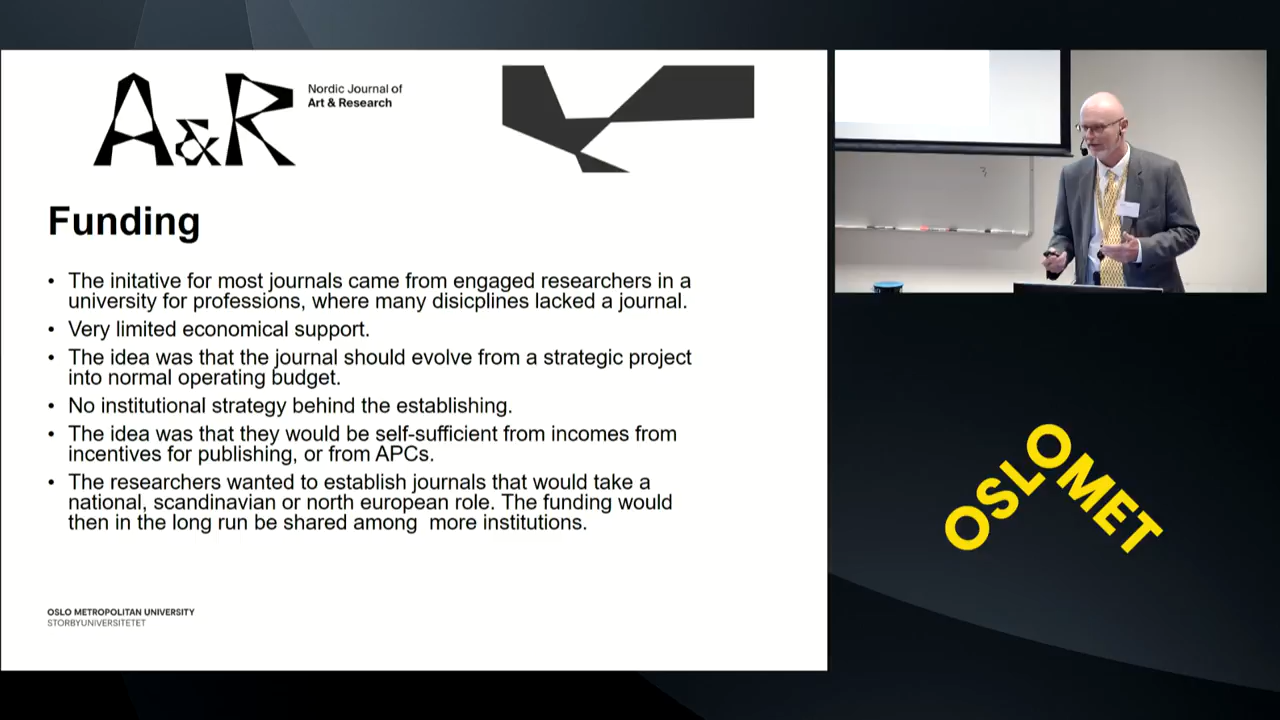 A&R
Nordic Journal of
Art & Research
Funding
• The initative for most journals came from engaged researchers in a
university for professions, where many disicplines lacked a journal.
• Very limited economical support.
• The idea was that the journal should evolve from a strategic project
into normal operating budget.
• No institutional strategy behind the establishing.
• The idea was that they would be self-sufficient from incomes from
incentives for publishing, or from APCs.
• The researchers wanted to establish journals that would take a
national, scandinavian or north european role. The funding would
then in the long run be shared among  more institutions.
OSLO METROPOLITAN UNIVERSITY
STORBYUNIVERSITETET
OSLOMET